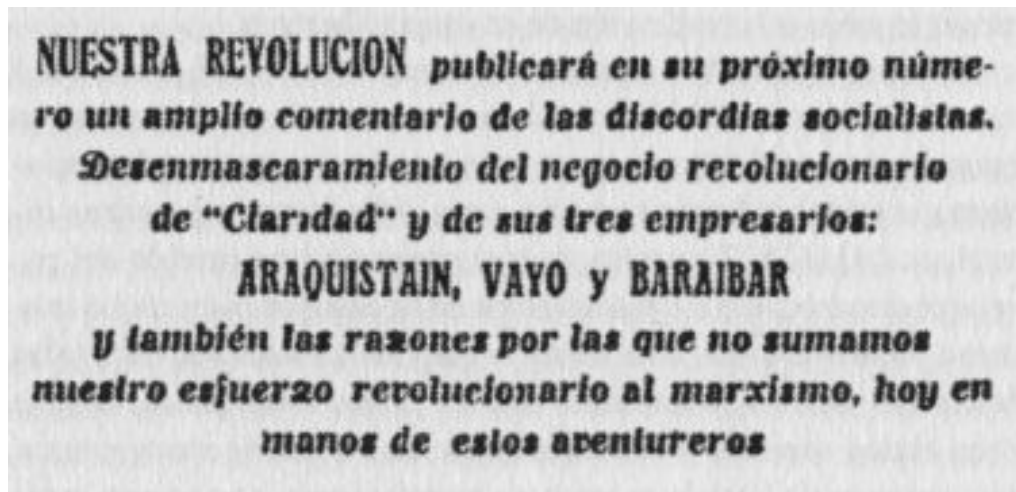 NUESTRA REVOLUCION publicará en su próximo núme-
ro un amplio comentario de las discordias socialistas.
Desenmascaramiento del negocio revolucionario
de "Claridad" y de sus tres empresarios:
ARAQUISTAIN, VAYO y BARAIBAR
y también las razones por las que no sumamos
nuestro esfuerzo revolucionario al marxismo, hoy en
manos de estos aventureros